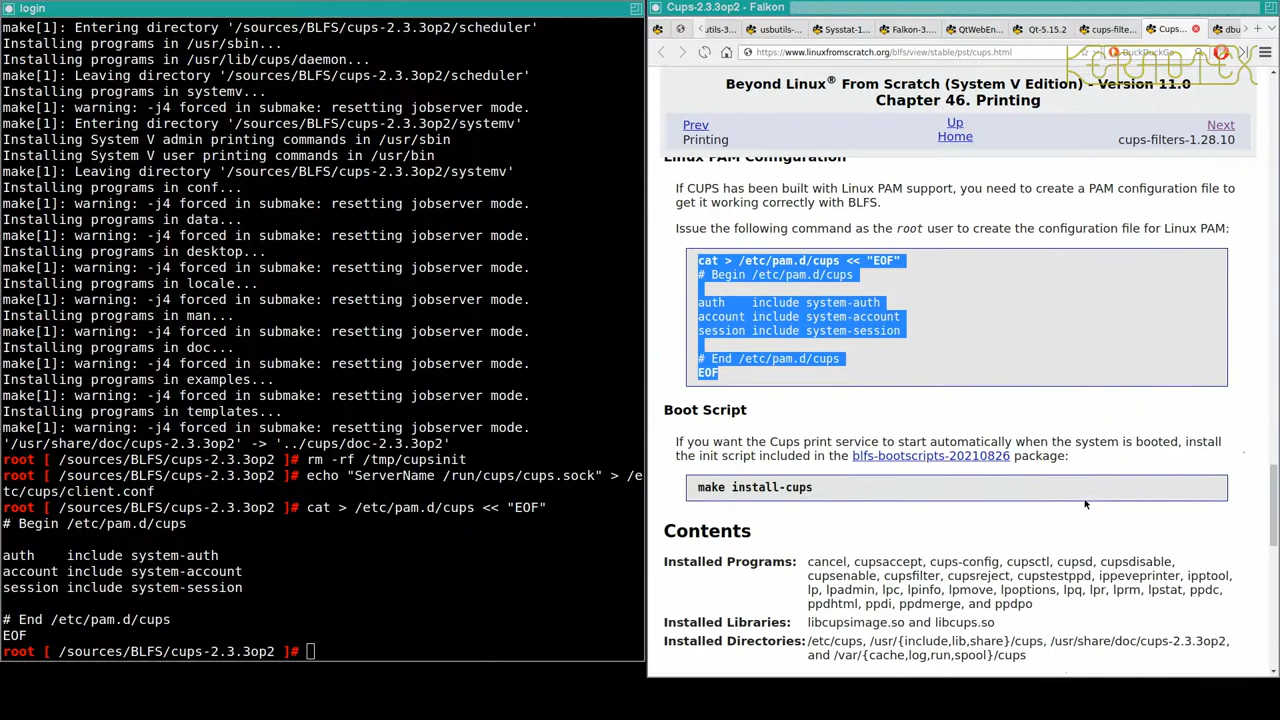 login
make[1]: Entering directory '/sources/BLFS/cups-2.3.3op2/scheduler'
Installing programs in /usr/sbin...
Installing programs in /usr/lib/cups/daemon...
make[1]: Leaving directory '/sources/BLFS/cups-2.3.3op2/scheduler'
Installing programs in systemv...
make[1]: warning: -j4 forced in submake: resetting jobserver mode.
make[1]: Entering directory '/sources/BLFS/cups-2.3.3op2/systemv'
Installing System V admin printing commands in /usr/sbin
Installing System V user printing commands in /usr/bin
make[1]: Leaving directory '/sources/BLFS/cups-2.3.3op2/systemv'
Installing programs in conf...
make[1]: warning: -j4 forced in submake: resetting jobserver mode.
Installing programs in data...
make[1]: warning: -j4 forced in submake: resetting jobserver mode.
Installing programs in desktop...
make[1]: warning: -j4 forced in submake: resetting jobserver mode.
Installing programs in locale...
make[1]: warning: -j4 forced in submake: resetting jobserver mode.
Installing programs in man...
make[1]: warning: -j4 forced in submake: resetting jobserver mode.
Installing programs in doc...
make[1]: warning: -j4 forced in submake: resetting jobserver mode.
Installing programs in examples...
make[1]: warning: -j4 forced in submake: resetting jobserver mode.
Installing programs in templates...
make[1]: warning: -j4 forced in submake: resetting jobserver mode.
'/usr/share/doc/cups-2.3.3op2' -> '../cups/doc-2.3.3op2'
root [ /sources/BLFS/cups-2.3.3op2 ]# rm -rf /tmp/cupsinit
root [ /sources/BLFS/cups-2.3.3op2 ]# echo "ServerName /run/cups/cups.sock" > /e
tc/cups/client.conf
root [ /sources/BLFS/cups-2.3.3op2 ]# cat > /etc/pam.d/cups << "EOF"
# Begin /etc/pam.d/cups
auth    include system-auth
account include system-account
session include system-session
# End /etc/pam.d/cups
EOF
root [ /sources/BLFS/cups-2.3.3op2 ]#
Cups-2.3.3op2 - Falkon
utils-3... usbutils-... Sysstat-1... Falkon-3.... QtWebEn... Qt-5.15.2 cups-filte... Cups... dbu
https://www.linuxfromscratch.org/blfs/view/stable/pst/cups.html
DuckDuckGo
Beyond Linux® From Scratch (System V Edition) - Version 11.0
Chapter 46. Printing
Prev Up Next
Printing Home cups-filters-1.28.10
Linux PAM Configuration
If CUPS has been built with Linux PAM support, you need to create a PAM configuration file to
get it working correctly with BLFS.
Issue the following command as the root user to create the configuration file for Linux PAM:
cat > /etc/pam.d/cups << "EOF"
# Begin /etc/pam.d/cups
auth    include system-auth
account include system-account
session include system-session
# End /etc/pam.d/cups
EOF
Boot Script
If you want the Cups print service to start automatically when the system is booted, install
the init script included in the blfs-bootscripts-20210826 package:
make install-cups
Contents
Installed Programs: cancel, cupsaccept, cups-config, cupsctl, cupsd, cupsdisable,
cupsenable, cupsfilter, cupsreject, cupstestppd, ippeveprinter, ipptool,
lp, lpadmin, lpc, lpinfo, lpmove, lpoptions, lpq, lpr, lprm, lpstat, ppdc,
ppdhtml, ppdi, ppdmerge, and ppdpo
Installed Libraries: libcupsimage.so and libcups.so
Installed Directories: /etc/cups, /usr/{include,lib,share}/cups, /usr/share/doc/cups-2.3.3op2,
and /var/{cache,log,run,spool}/cups